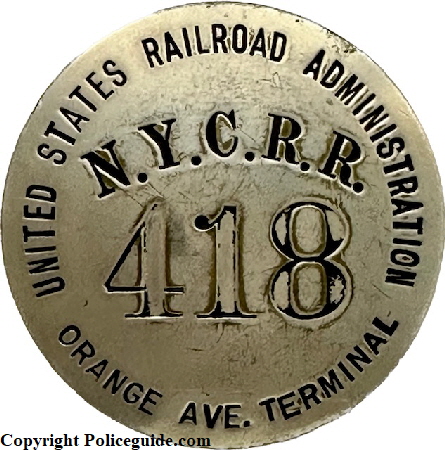 UNITED STATES RAILROAD ADMINISTRATION
N.Y.C.R.R.
418
ORANGE AVE. TERMINAL
Copyright Policeguide.com